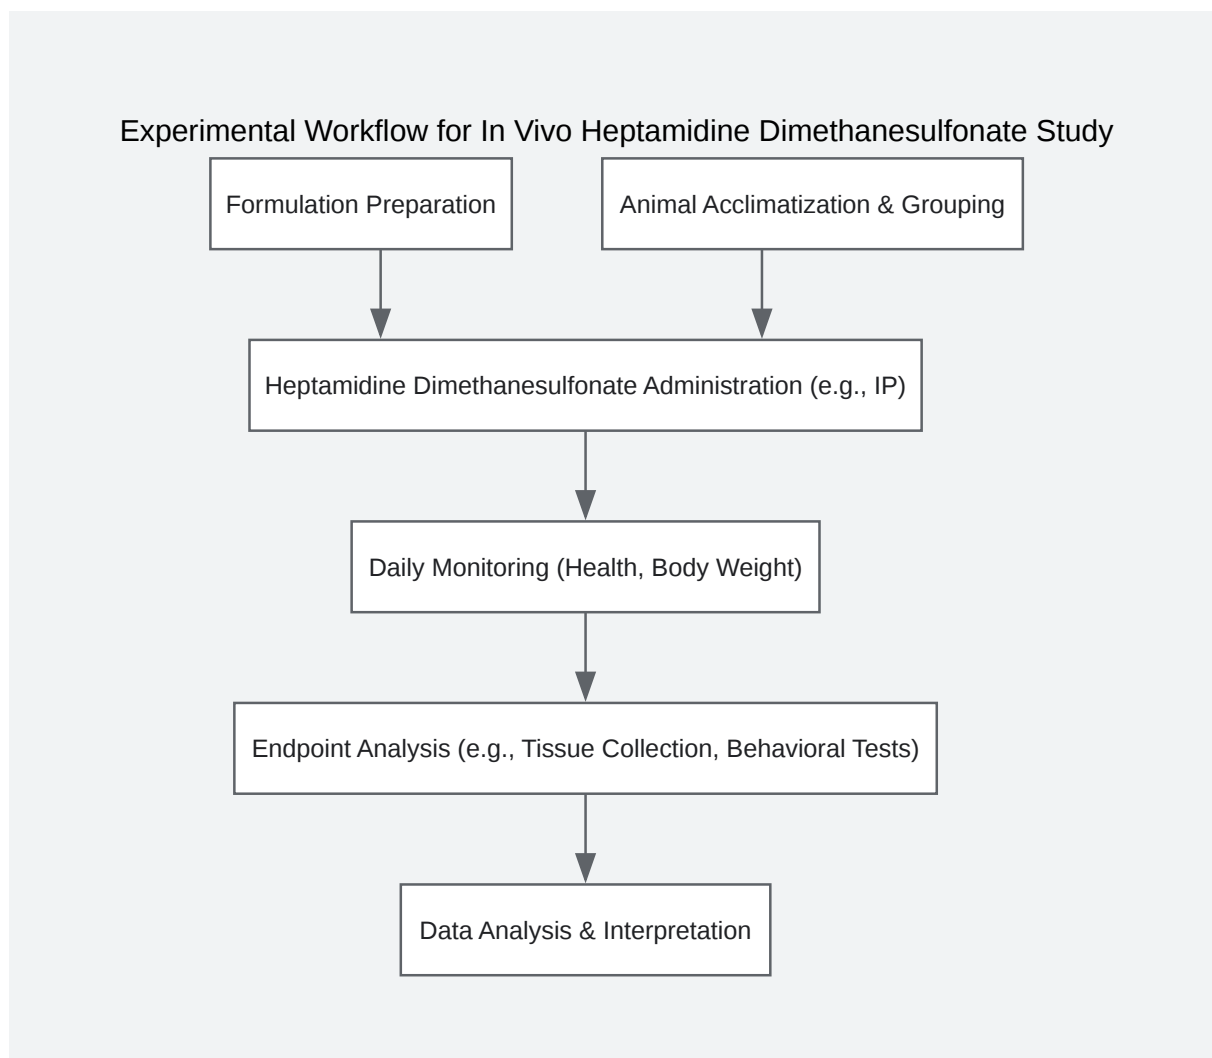 Experimental Workflow for In Vivo Heptamidine Dimethanesulfonate Study
Formulation Preparation
Animal Acclimatization & Grouping
Heptamidine Dimethanesulfonate Administration (e.g., IP)
Daily Monitoring (Health, Body Weight)
Endpoint Analysis (e.g., Tissue Collection, Behavioral Tests)
Data Analysis & Interpretation